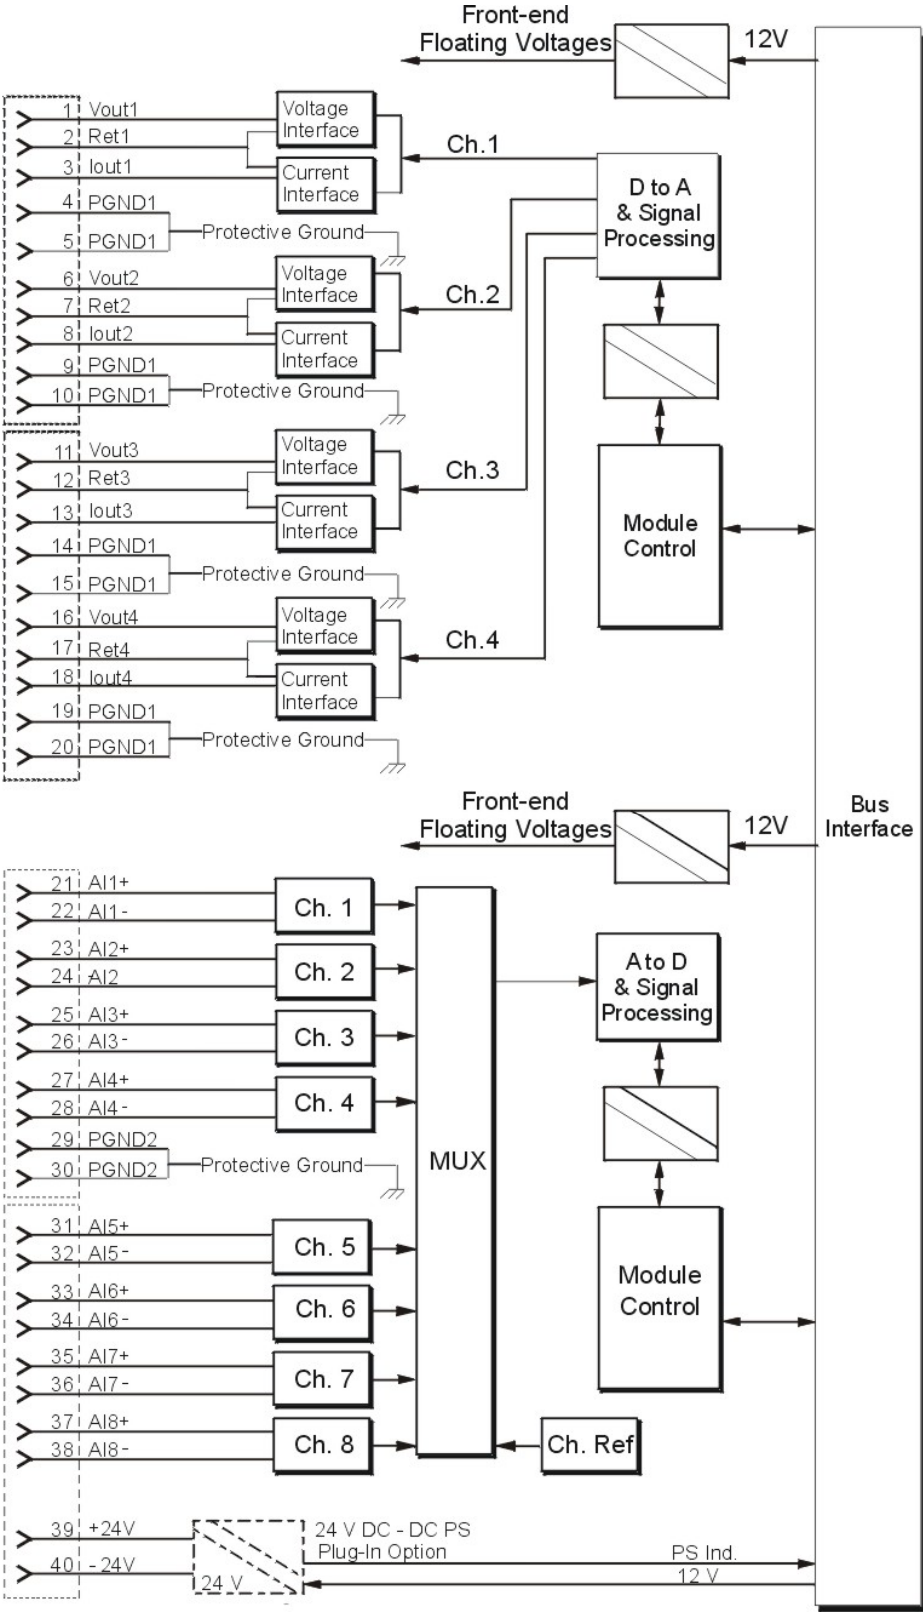 Front-end
Floating Voltages
12V
1 Vout1
2 Ret1
3 Iout1
4 PGND1
5 PGND1
Voltage
Interface
Current
Interface
Protective Ground
Ch.1
D to A
& Signal
Processing
6 Vout2
7 Ret2
8 Iout2
9 PGND1
10 PGND1
Voltage
Interface
Current
Interface
Protective Ground
Ch.2
11 Vout3
12 Ret3
13 Iout3
14 PGND1
15 PGND1
Voltage
Interface
Current
Interface
Protective Ground
Ch.3
Module
Control
16 Vout4
17 Ret4
18 Iout4
19 PGND1
20 PGND1
Voltage
Interface
Current
Interface
Protective Ground
Ch.4
Bus
Interface
Front-end
Floating Voltages
12V
21 AI1+
22 AI1-
Ch. 1
23 AI2+
24 -AI2
Ch. 2
25 AI3+
26 AI3-
Ch. 3
27 AI4+
28 AI4-
Ch. 4
29 PGND2
30 PGND2
Protective Ground
MUX
A to D
& Signal
Processing
31 AI5+
32 AI5-
Ch. 5
33 AI6+
34 AI6-
Ch. 6
35 AI7+
36 AI7-
Ch. 7
37 AI8+
38 AI8-
Ch. 8
Module
Control
Ch. Ref
39 +24V
40 -24V
24 V
24 V DC - DC PS
Plug-In Option
PS Ind.
12 V